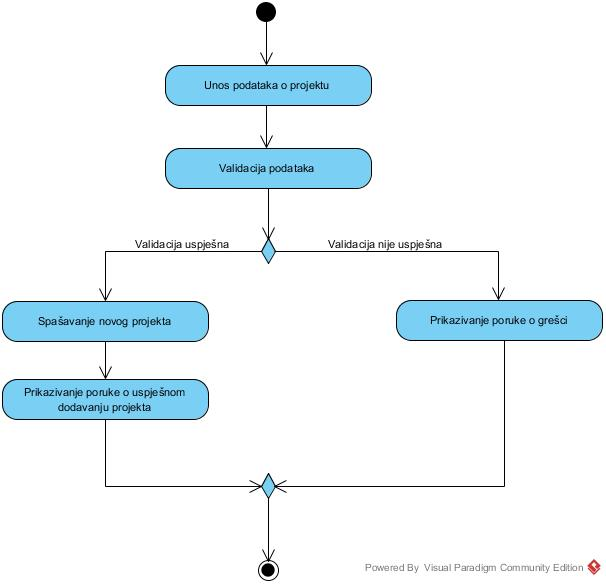 Unos podataka o projektu
Validacija podataka
Validacija uspješna
Validacija nije uspješna
Spašavanje novog projekta
Prikazivanje poruke o grešci
Prikazivanje poruke o uspješnom
dodavanju projekta
Powered By Visual Paradigm Community Edition